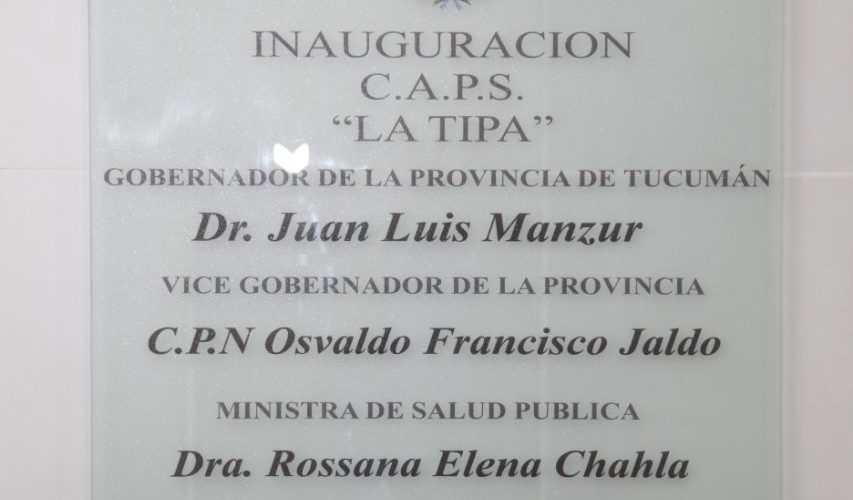 INAUGURACION
C.A.P.S.
“LA TIPA”
GOBERNADOR DE LA PROVINCIA DE TUCUMÁN
Dr. Juan Luis Manzur
VICE GOBERNADOR DE LA PROVINCIA
C.P.N Osvaldo Francisco Jaldo
MINISTRA DE SALUD PUBLICA
Dra. Rossana Elena Chahla